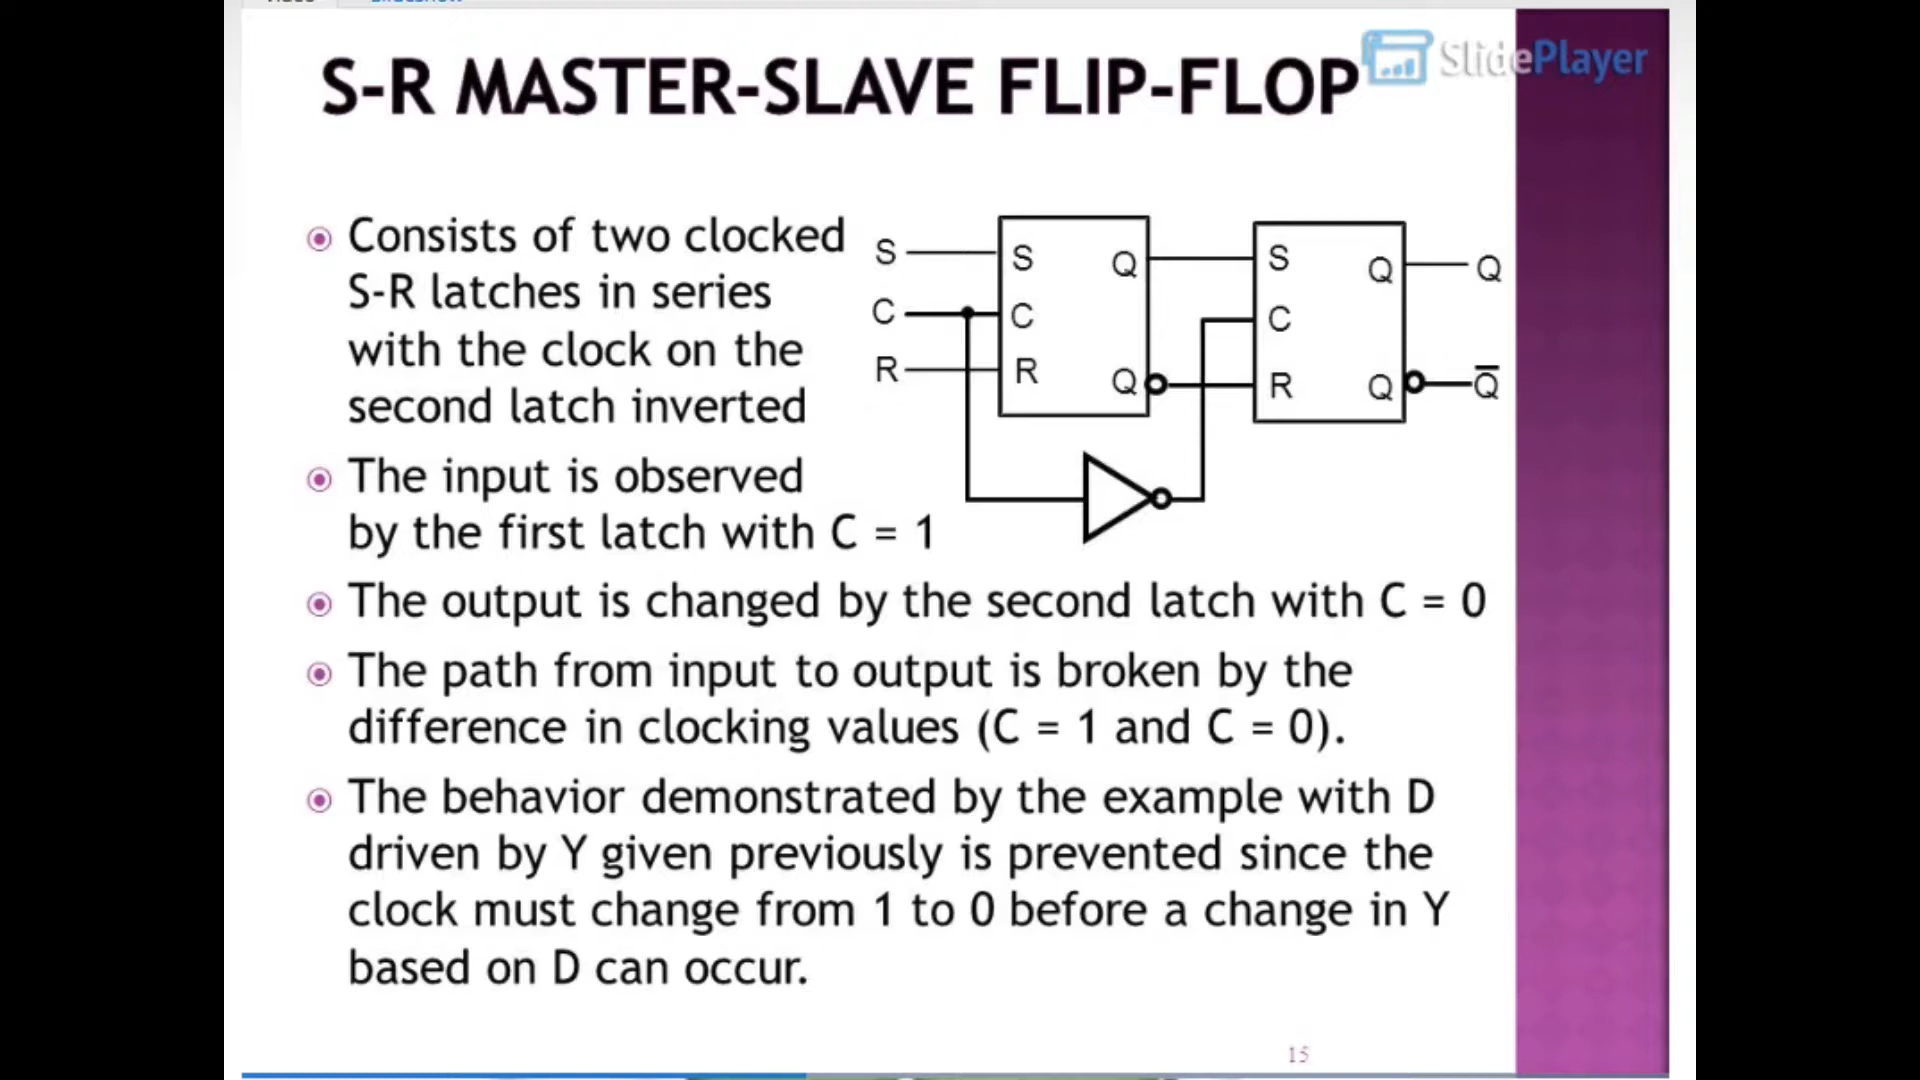 SlidePlayer
S-R MASTER-SLAVE FLIP-FLOP
Consists of two clocked
S-R latches in series
with the clock on the
second latch inverted
The input is observed
by the first latch with C = 1
The output is changed by the second latch with C = 0
The path from input to output is broken by the
difference in clocking values (C = 1 and C = 0).
The behavior demonstrated by the example with D
driven by Y given previously is prevented since the
clock must change from 1 to 0 before a change in Y
based on D can occur.
S S Q S Q Q
C C C
R R Q R Q Q̅
15